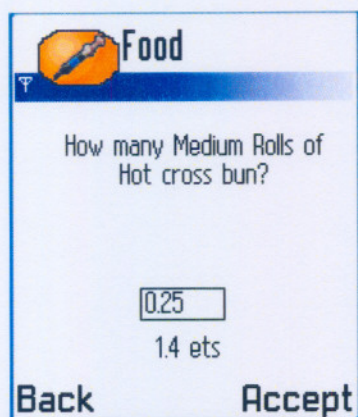 Food
How many Medium Rolls of
Hot cross bun?
0.25
1.4 ets
Back Accept